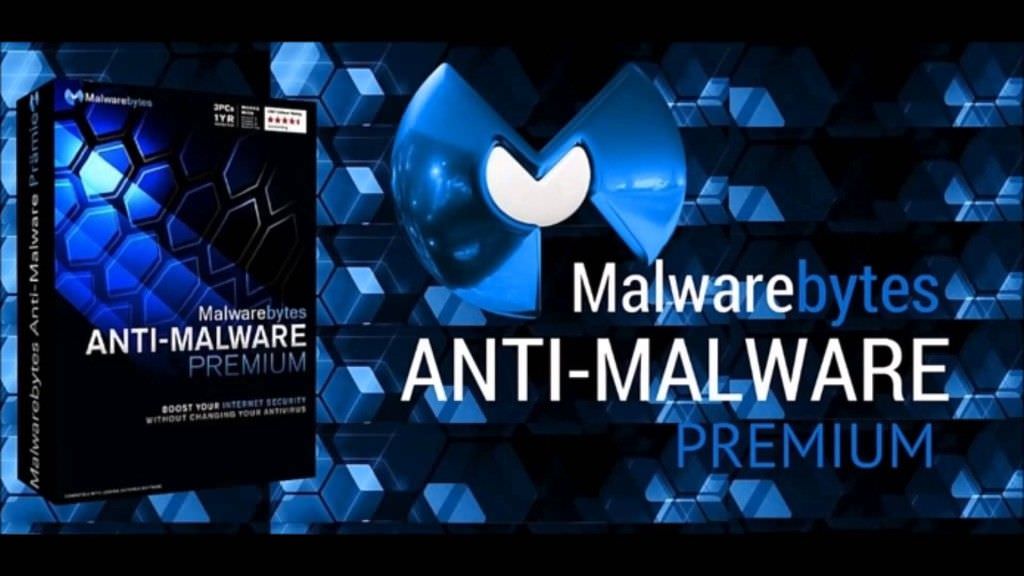 Malwarebytes Anti-Malware Premium
Malwarebytes
3PCs
1YR
Malwarebytes
ANTI-MALWARE
PREMIUM
BOOST YOUR INTERNET SECURITY
WITHOUT CHANGING YOUR ANTIVIRUS
Malwarebytes
ANTI-MALWARE
PREMIUM